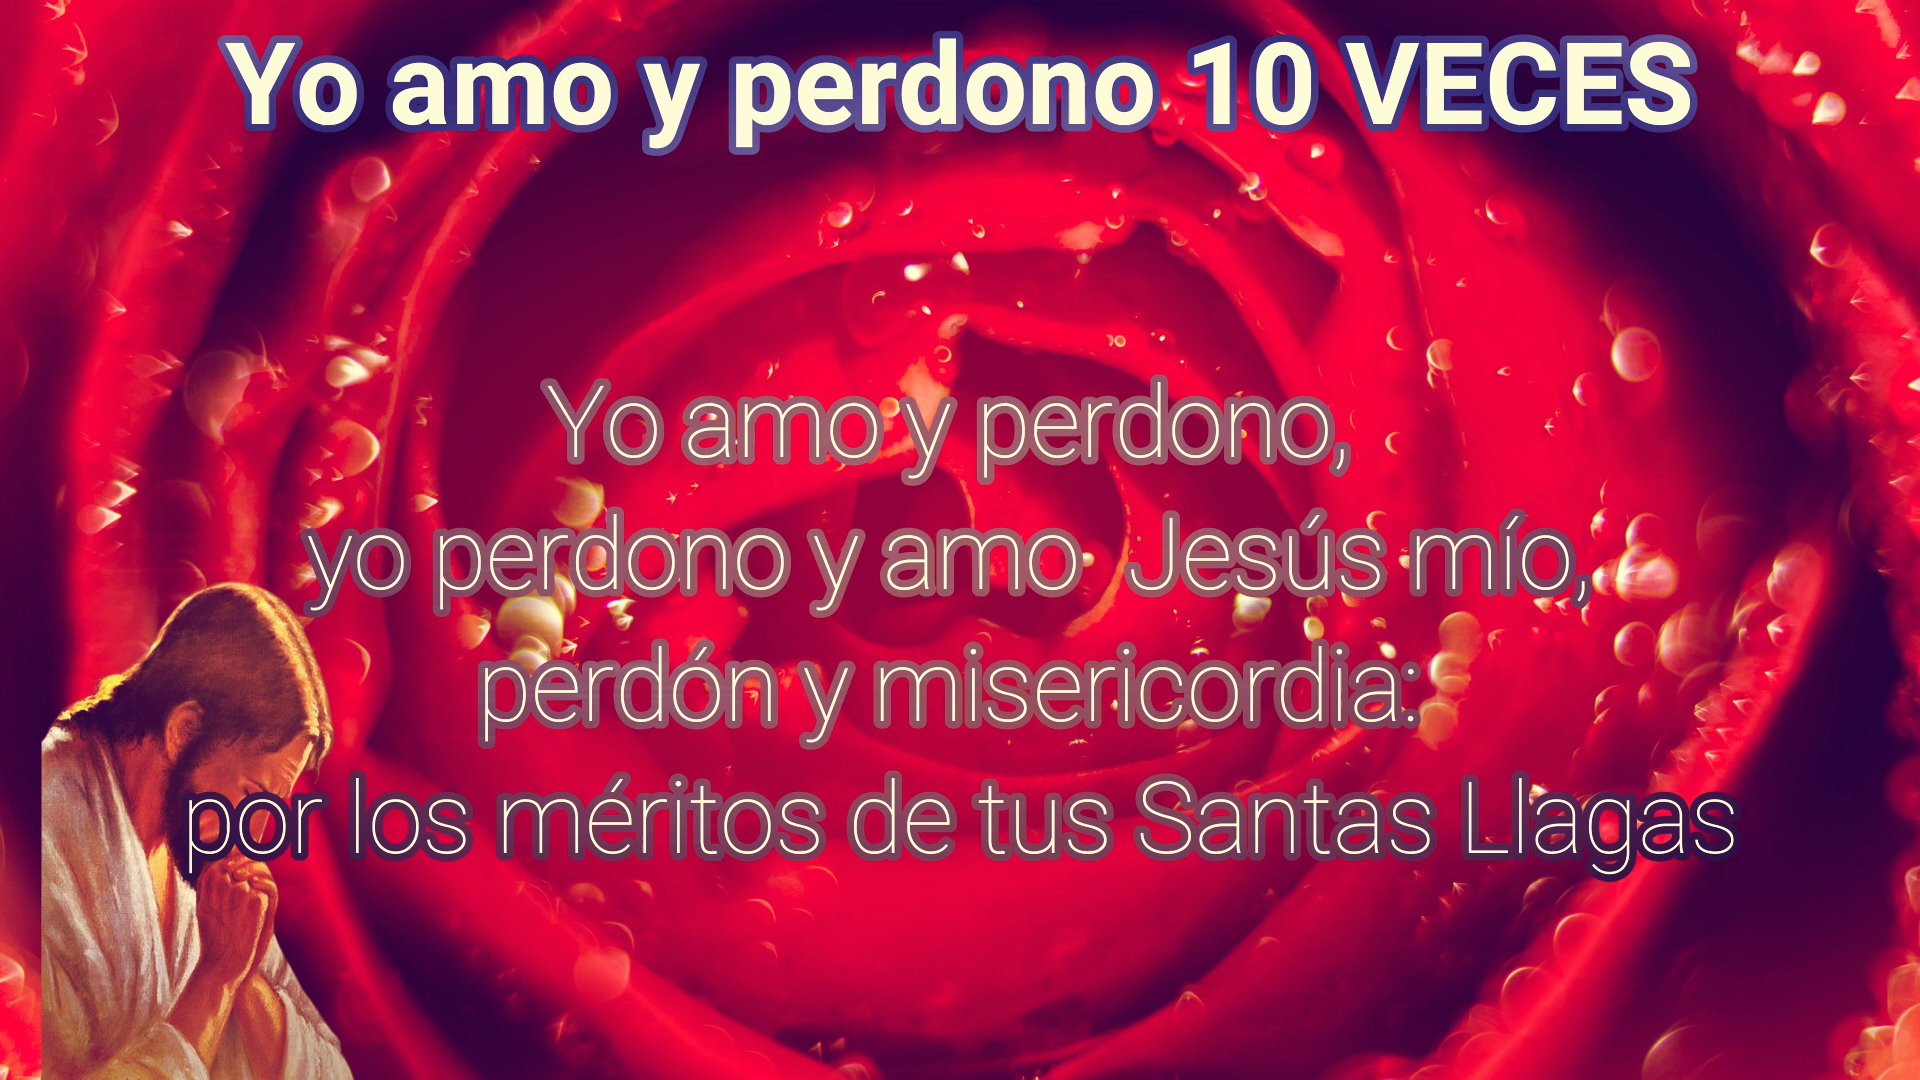 Yo amo y perdono 10 VECES
Yo amo y perdono,
yo perdono y amo  Jesús mío,
perdón y misericordia:
por los méritos de tus Santas Llagas